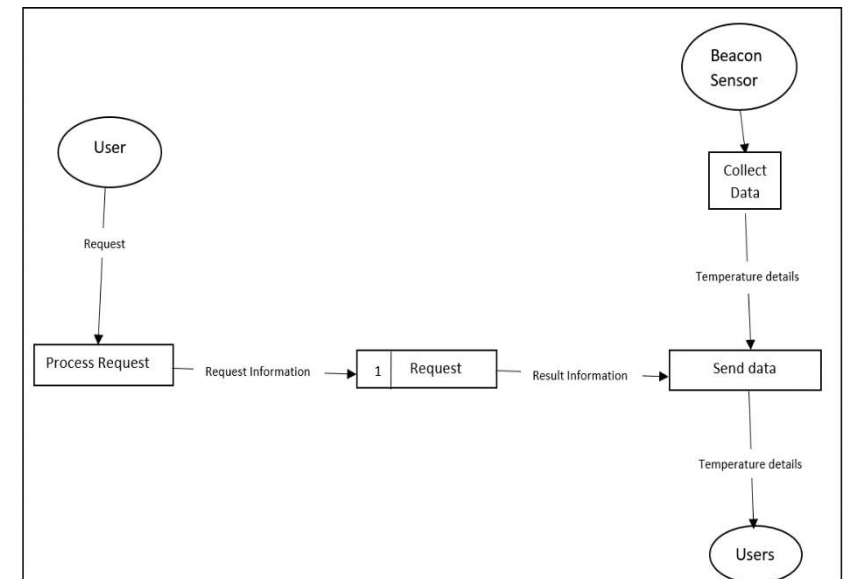 Beacon
Sensor
User
Collect
Data
Request
Temperature details
Process Request
Request Information
1
Request
Result Information
Send data
Temperature details
Users